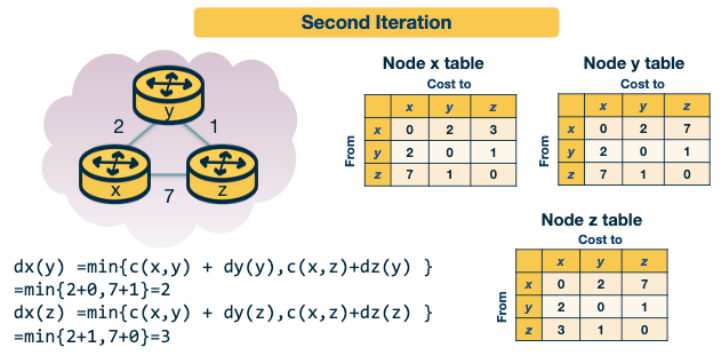 Second Iteration
y
2
1
x
z
7
dx(y) =min{c(x,y) + dy(y),c(x,z)+dz(y) }
=min{2+0,7+1}=2
dx(z) =min{c(x,y) + dy(z),c(x,z)+dz(z) }
=min{2+1,7+0}=3
Node x table
Cost to
From
x y z
x 0 2 3
y 2 0 1
z 7 1 0
Node y table
Cost to
From
x y z
x 0 2 7
y 2 0 1
z 7 1 0
Node z table
Cost to
From
x y z
x 0 2 7
y 2 0 1
z 3 1 0